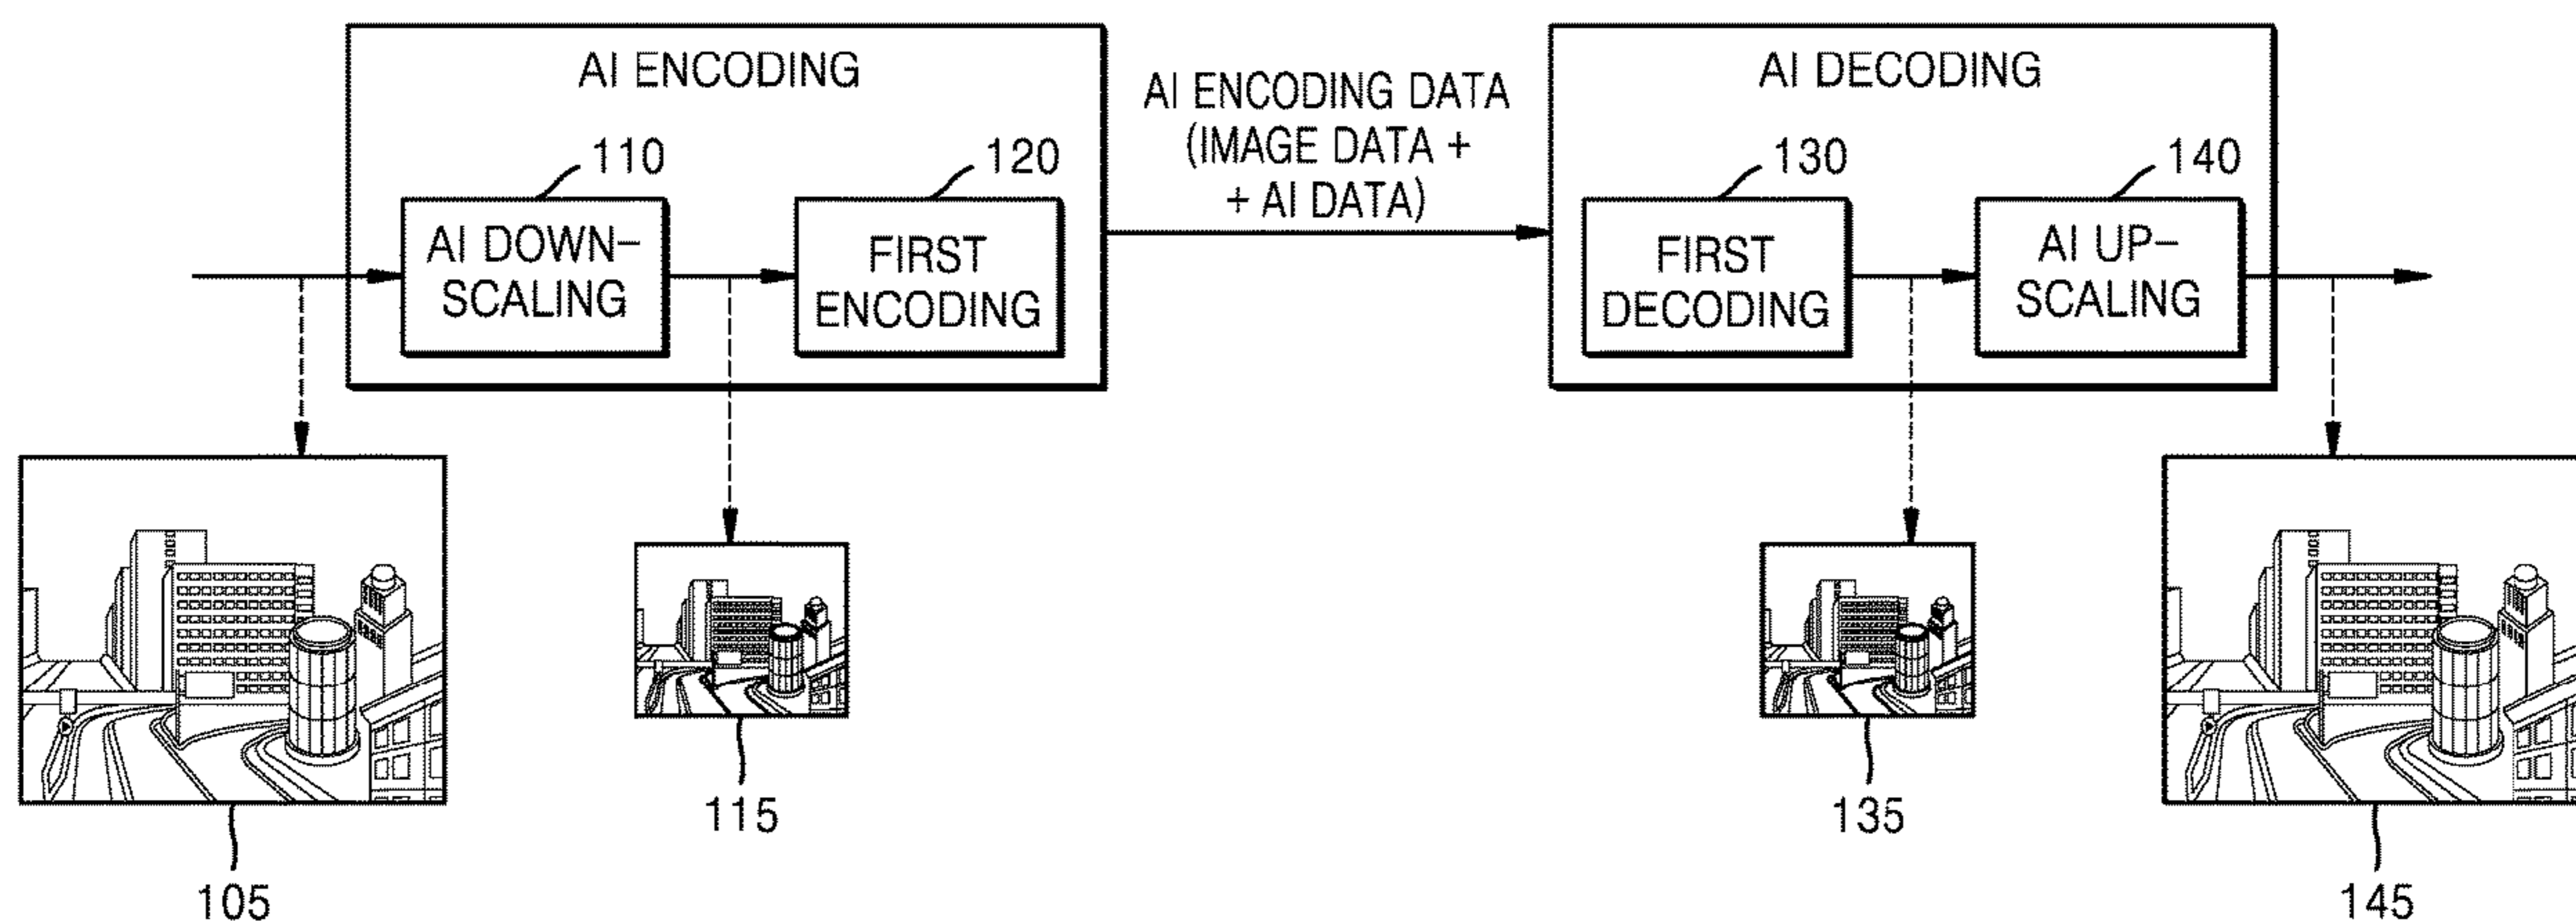 AI ENCODING
110
AI DOWN-
SCALING
120
FIRST
ENCODING
AI ENCODING DATA
(IMAGE DATA +
+ AI DATA)
AI DECODING
130
FIRST
DECODING
140
AI UP-
SCALING
105
115
135
145